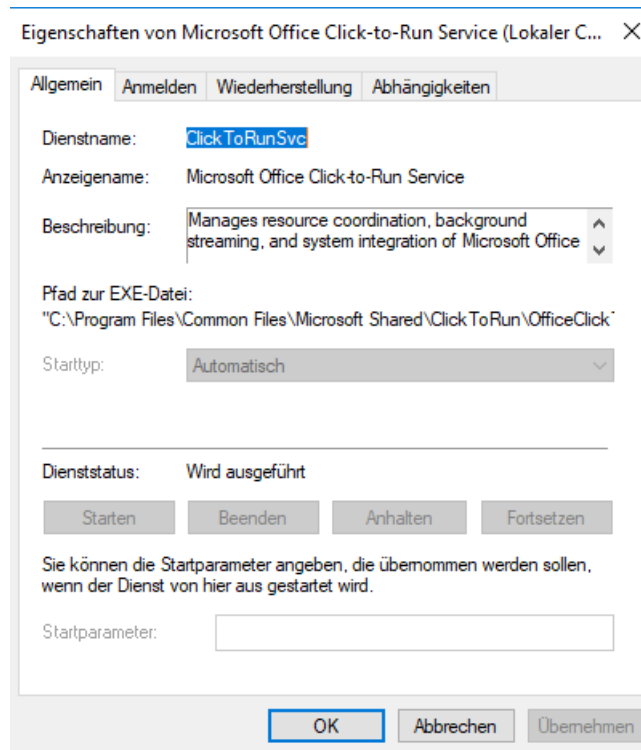 Eigenschaften von Microsoft Office Click-to-Run Service (Lokaler C...
Allgemein Anmelden Wiederherstellung Abhängigkeiten
Dienstname: ClickToRunSvc
Anzeigename: Microsoft Office Click-to-Run Service
Beschreibung: Manages resource coordination, background
streaming, and system integration of Microsoft Office
Pfad zur EXE-Datei:
"C:\Program Files\Common Files\Microsoft Shared\ClickToRun\OfficeClick
Starttyp: Automatisch
Dienststatus: Wird ausgeführt
Starten Beenden Anhalten Fortsetzen
Sie können die Startparameter angeben, die übernommen werden sollen,
wenn der Dienst von hier aus gestartet wird.
Startparameter:
OK Abbrechen Übernehmen